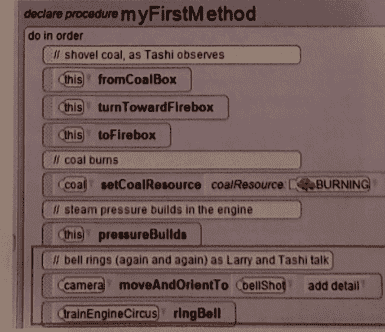 declare procedure myFirstMethod
do in order
// shovel coal, as Tashi observes
this fromCoalBox
this turnTowardFirebox
this toFirebox
// coal burns
coal setCoalResource coalResource BURNING
// steam pressure builds in the engine
this pressureBuilds
// bell rings (again and again) as Larry and Tashi talk
camera moveAndOrientTo bellShot add detail
trainEngineCircus ringBell